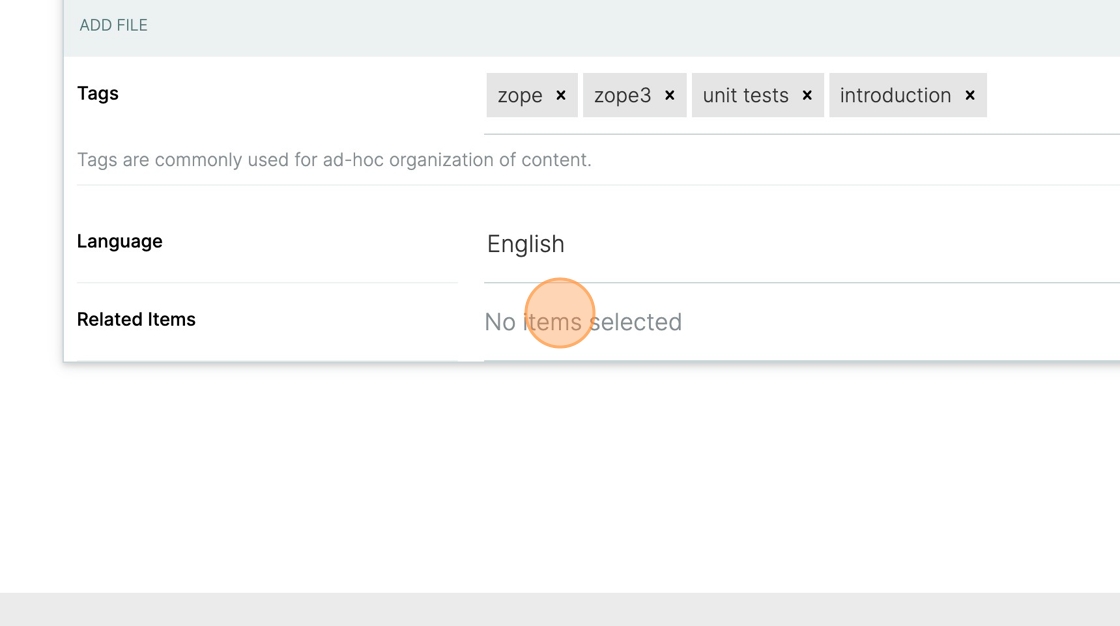 ADD FILE
Tags
zope × zope3 × unit tests × introduction ×
Tags are commonly used for ad-hoc organization of content.
Language
English
Related Items
No items selected